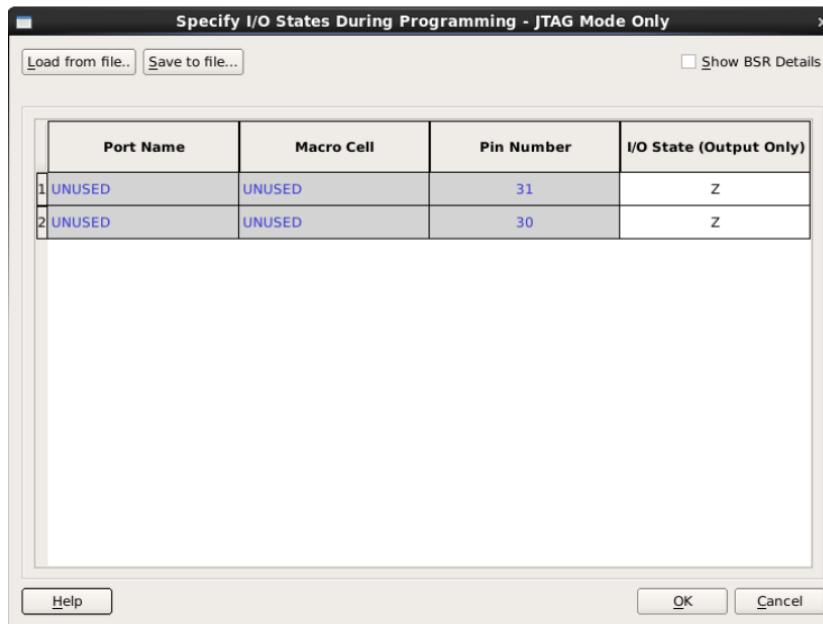 Specify I/O States During Programming - JTAG Mode Only
Load from file.. Save to file... Show BSR Details
Port Name Macro Cell Pin Number I/O State (Output Only)
1 UNUSED UNUSED 31 Z
2 UNUSED UNUSED 30 Z
Help OK Cancel